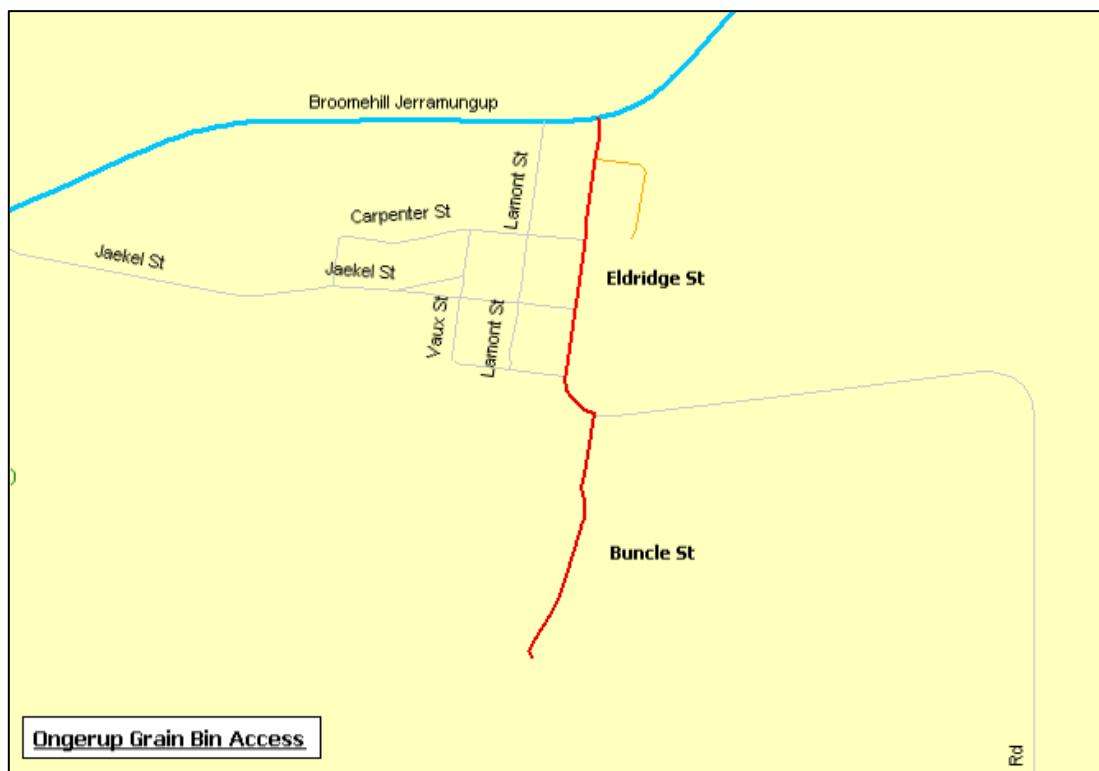 Broomehill Jerramungup
Lamont St
Carpenter St
Jaekel St
Jaekel St
Eldridge St
Vaux St
Lamont St
Buncle St
Ongerup Grain Bin Access
Rd